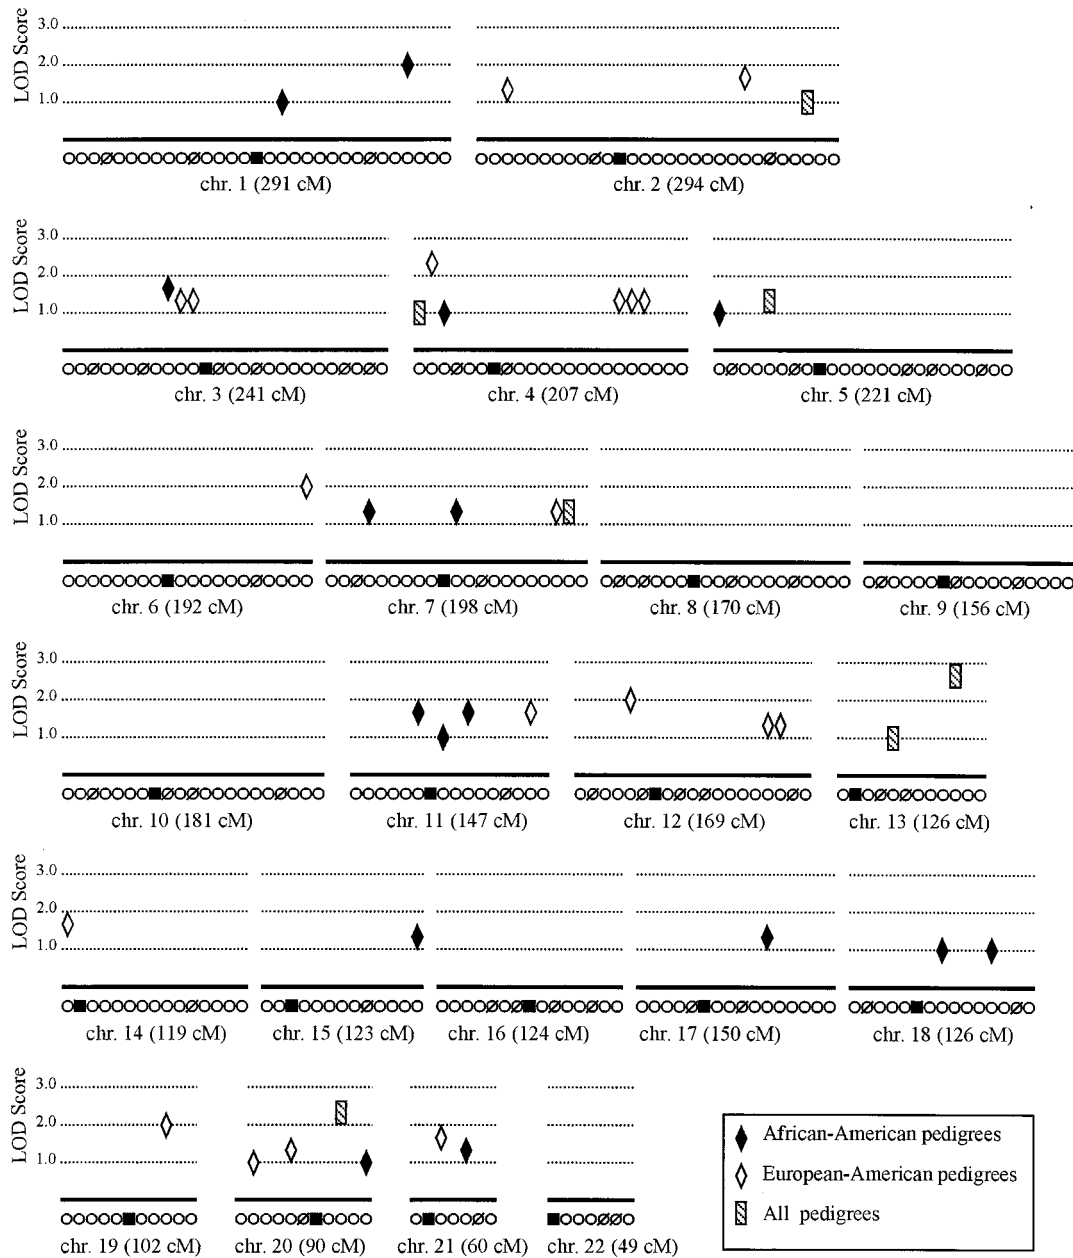 LOD Score
3.0
2.0
1.0
chr. 1 (291 cM)
chr. 2 (294 cM)
LOD Score
3.0
2.0
1.0
chr. 3 (241 cM)
chr. 4 (207 cM)
chr. 5 (221 cM)
LOD Score
3.0
2.0
1.0
chr. 6 (192 cM)
chr. 7 (198 cM)
chr. 8 (170 cM)
chr. 9 (156 cM)
LOD Score
3.0
2.0
1.0
chr. 10 (181 cM)
chr. 11 (147 cM)
chr. 12 (169 cM)
chr. 13 (126 cM)
LOD Score
3.0
2.0
1.0
chr. 14 (119 cM)
chr. 15 (123 cM)
chr. 16 (124 cM)
chr. 17 (150 cM)
chr. 18 (126 cM)
LOD Score
3.0
2.0
1.0
chr. 19 (102 cM)
chr. 20 (90 cM)
chr. 21 (60 cM)
chr. 22 (49 cM)
African-American pedigrees
European-American pedigrees
All pedigrees